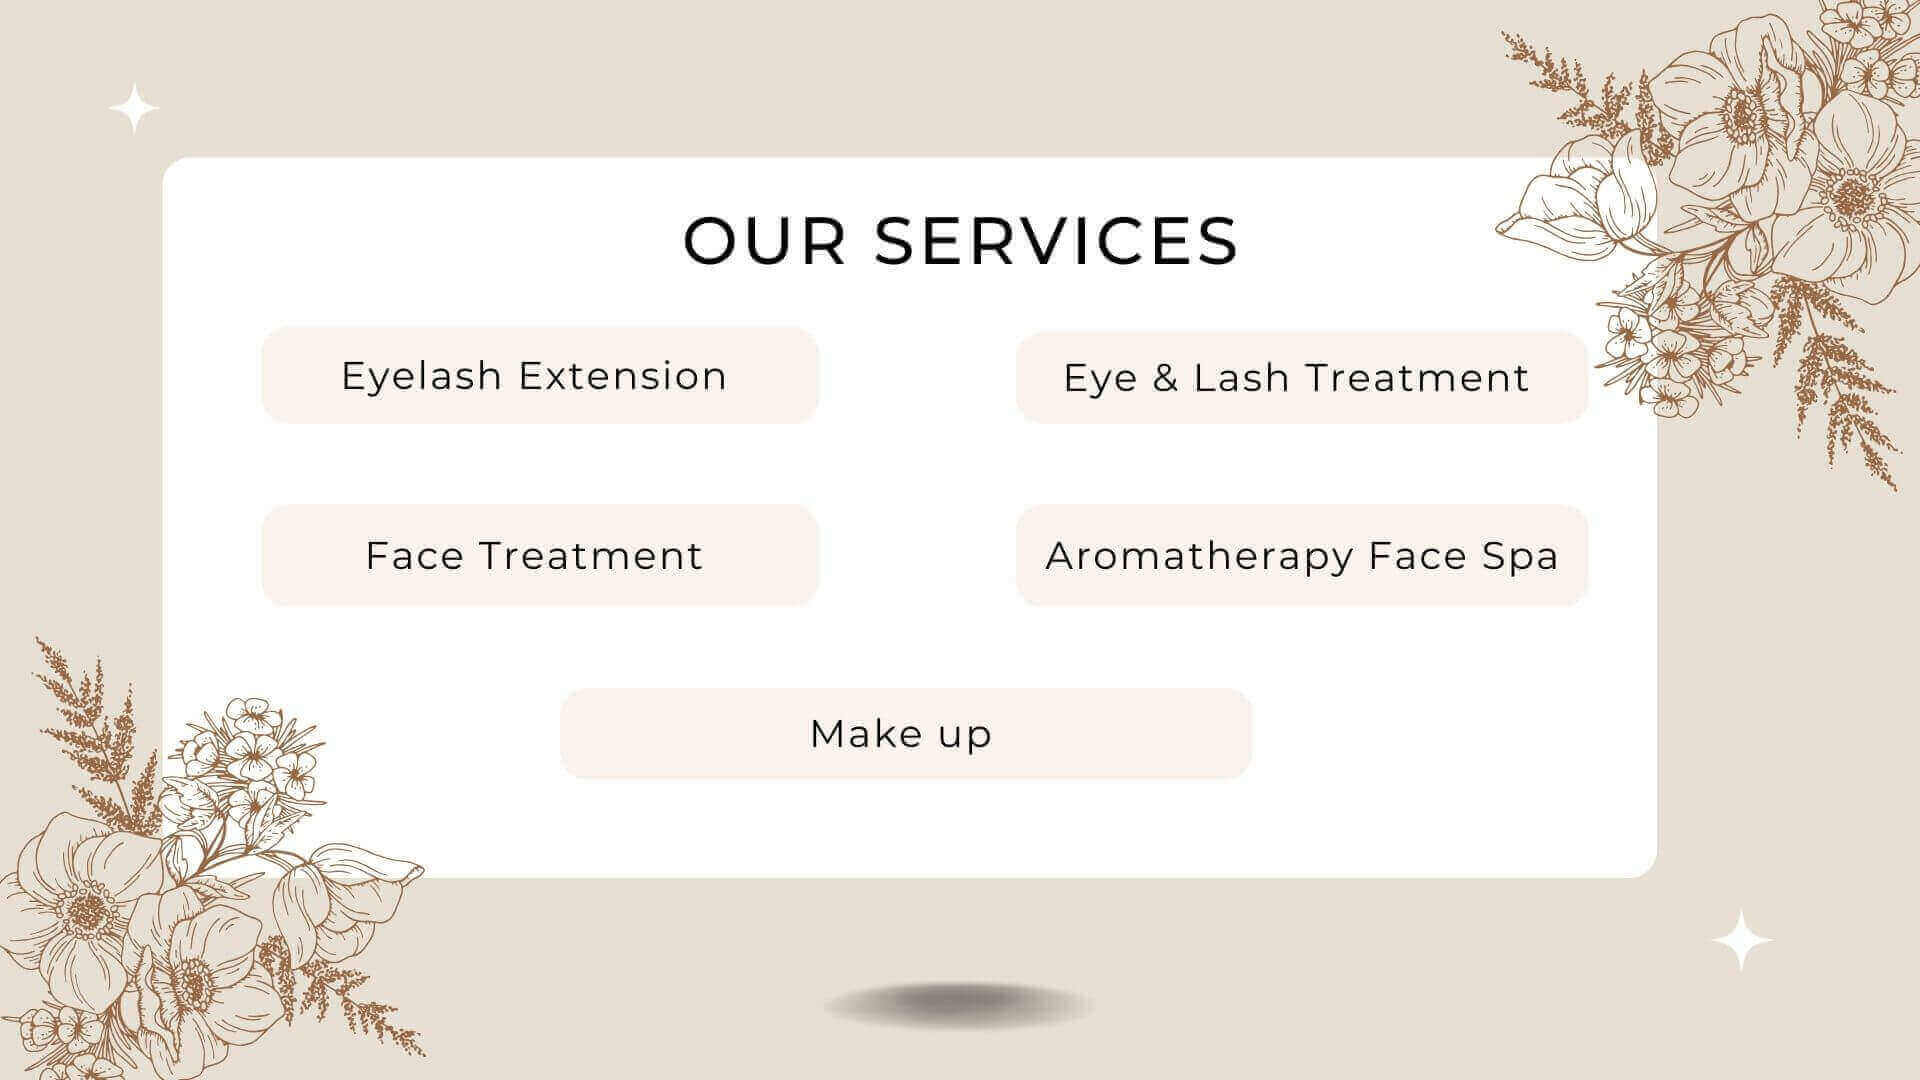 OUR SERVICES
Eyelash Extension
Eye & Lash Treatment
Face Treatment
Aromatherapy Face Spa
Make up